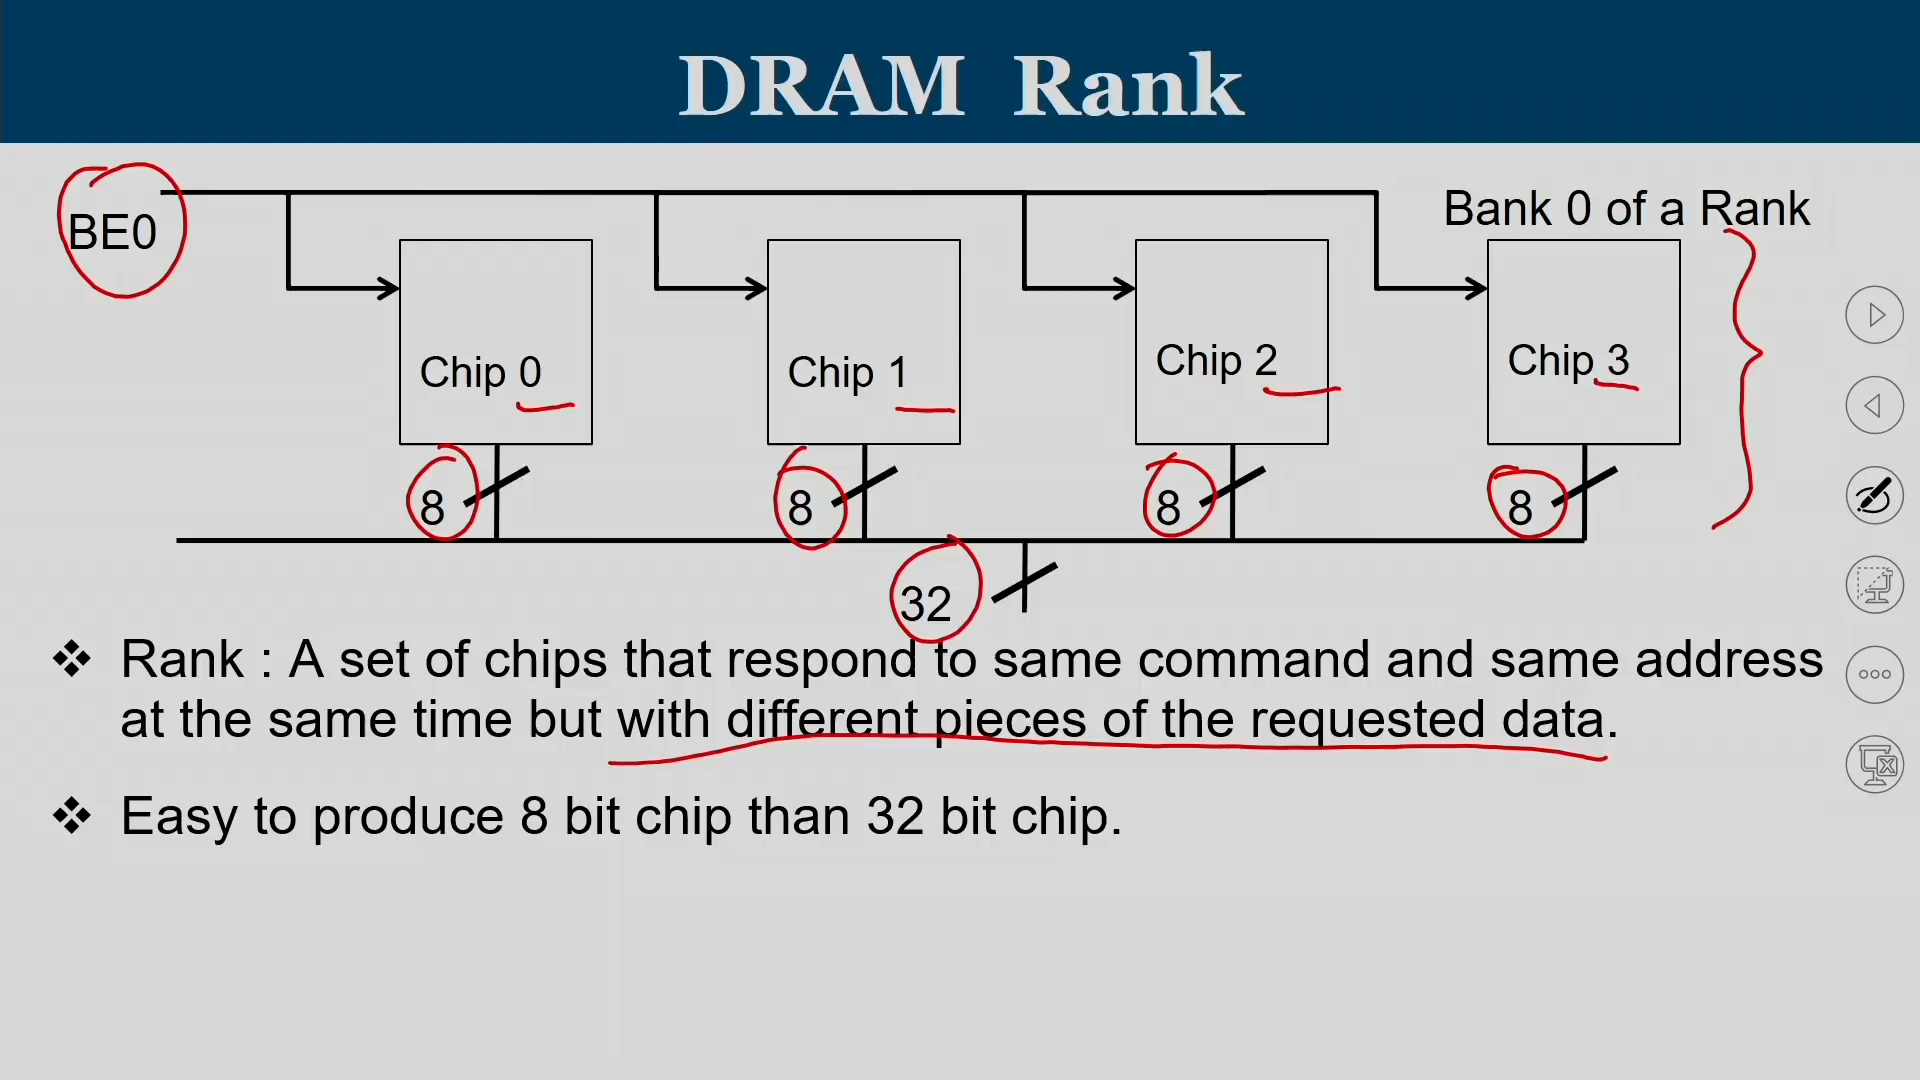 DRAM Rank
BE0
Bank 0 of a Rank
Chip 0
Chip 1
Chip 2
Chip 3
8
8
8
8
32
❖ Rank : A set of chips that respond to same command and same address
at the same time but with different pieces of the requested data.
❖ Easy to produce 8 bit chip than 32 bit chip.